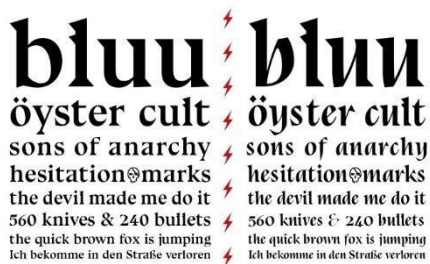 bluu
öyster cult
sons of anarchy
hesitation marks
the devil made me do it
560 knives & 240 bullets
the quick brown fox is jumping
Ich bekomme in den Straße verloren
bluu
öyster cult
sons of anarchy
hesitation marks
the devil made me do it
560 knives & 240 bullets
the quick brown fox is jumping
Ich bekomme in den Straße verloren